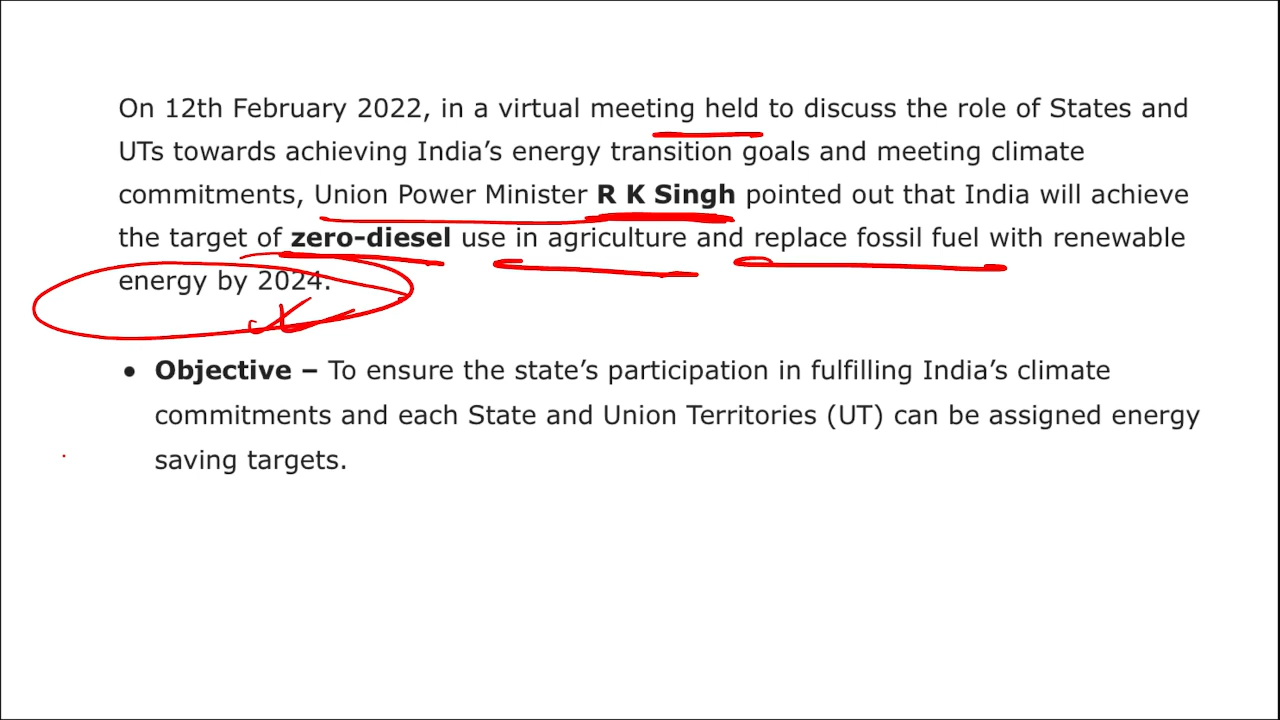 On 12th February 2022, in a virtual meeting held to discuss the role of States and
UTs towards achieving India’s energy transition goals and meeting climate
commitments, Union Power Minister R K Singh pointed out that India will achieve
the target of zero-diesel use in agriculture and replace fossil fuel with renewable
energy by 2024.
• Objective – To ensure the state’s participation in fulfilling India’s climate
commitments and each State and Union Territories (UT) can be assigned energy
saving targets.